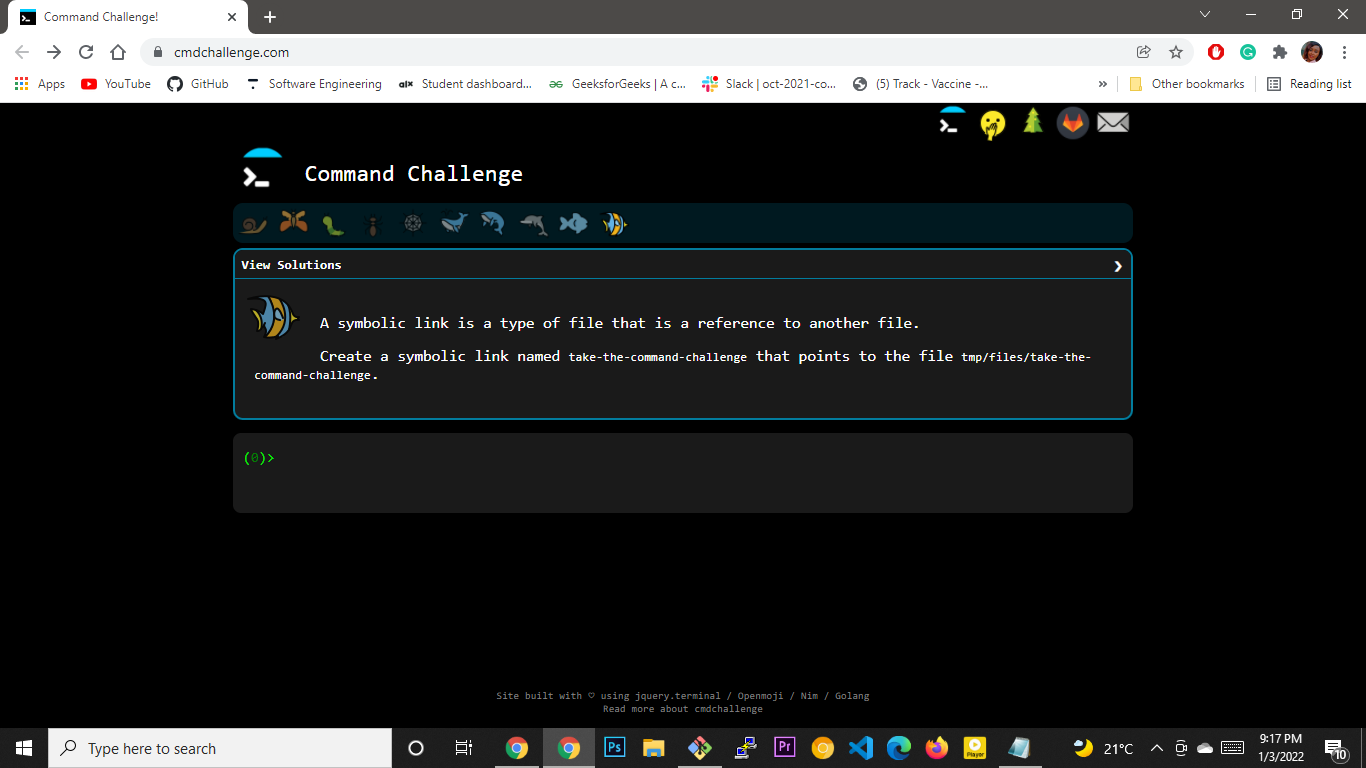 Command Challenge!
cmdchallenge.com
Apps YouTube GitHub Software Engineering Student dashboard... GeeksforGeeks | A c... Slack | oct-2021-co... (5) Track - Vaccine -... » Other bookmarks Reading list
Command Challenge
View Solutions
A symbolic link is a type of file that is a reference to another file.
Create a symbolic link named take-the-command-challenge that points to the file tmp/files/take-the-
command-challenge.
(0)>
Site built with ♡ using jquery.terminal / Openmoji / Nim / Golang
Read more about cmdchallenge
Type here to search
21°C
9:17 PM
1/3/2022
10